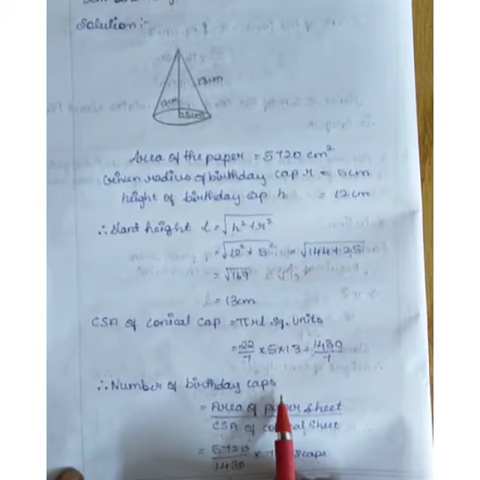 Solution:-
13cm
12cm
5cm
Area of the paper = 5720 cm²
Given radius of birthday cap r = 5cm
height of birthday cap h = 12cm
∴ Slant height l = √h²+r²
= √12²+5² = √144+25
= √169
l = 13cm
CSA of conical cap = πrl Sq. units
= 22/7 × 5 × 13 = 1430/7
∴ Number of birthday caps
= Area of paper sheet / CSA of conical sheet
= 5720/1430 × 7 caps